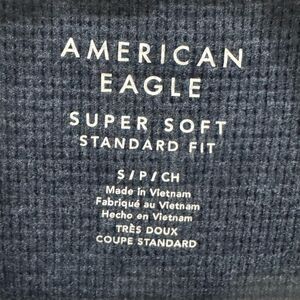 AMERICAN
EAGLE
SUPER SOFT
STANDARD FIT
S / P / CH
Made in Vietnam
Fabriqué au Vietnam
Hecho en Vietnam
TRÈS DOUX
COUPE STANDARD